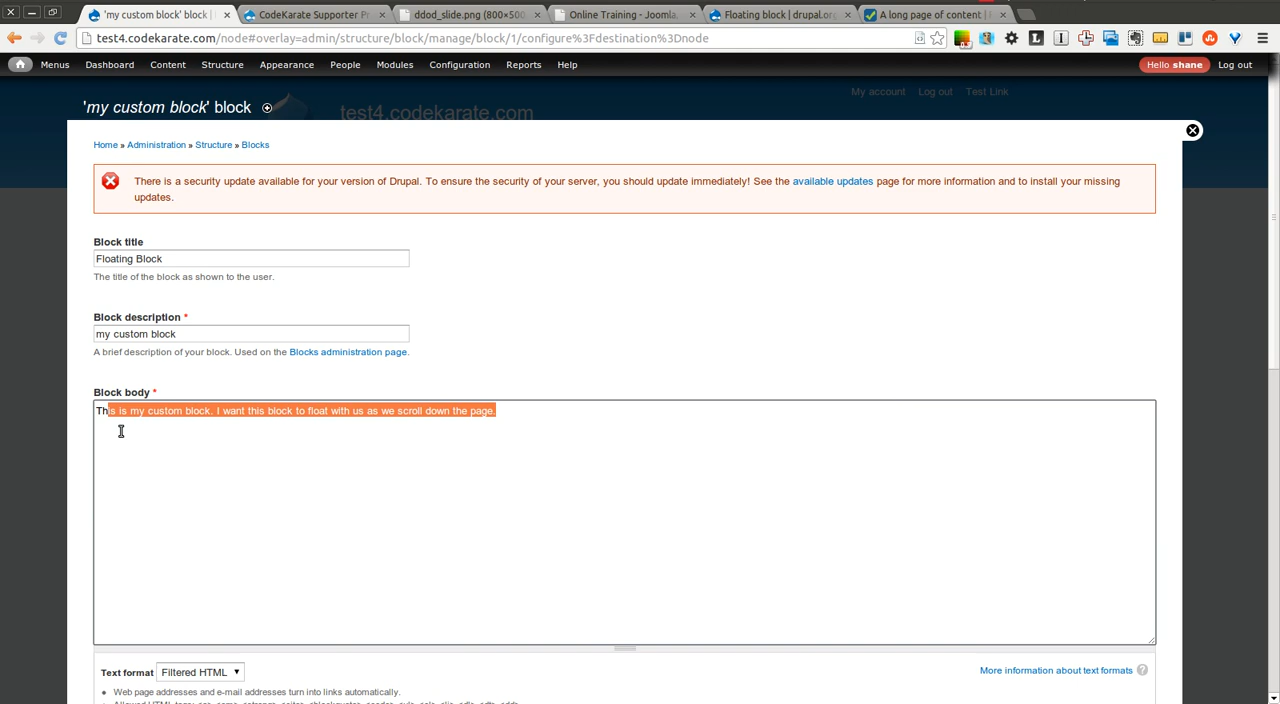 'my custom block' block |
CodeKarate Supporter Pr
ddod_slide.png (800×500
Online Training - Joomla
Floating block | drupal.org
A long page of content |
test4.codekarate.com/node#overlay=admin/structure/block/manage/block/1/configure%3Fdestination%3Dnode
Menus Dashboard Content Structure Appearance People Modules Configuration Reports Help Hello shane Log out
My account Log out Test Link
'my custom block' block
test4.codekarate.com
Home » Administration » Structure » Blocks
There is a security update available for your version of Drupal. To ensure the security of your server, you should update immediately! See the available updates page for more information and to install your missing
updates.
Block title
Floating Block
The title of the block as shown to the user.
Block description *
my custom block
A brief description of your block. Used on the Blocks administration page.
Block body *
This is my custom block. I want this block to float with us as we scroll down the page.
Text format Filtered HTML
More information about text formats
Web page addresses and e-mail addresses turn into links automatically.